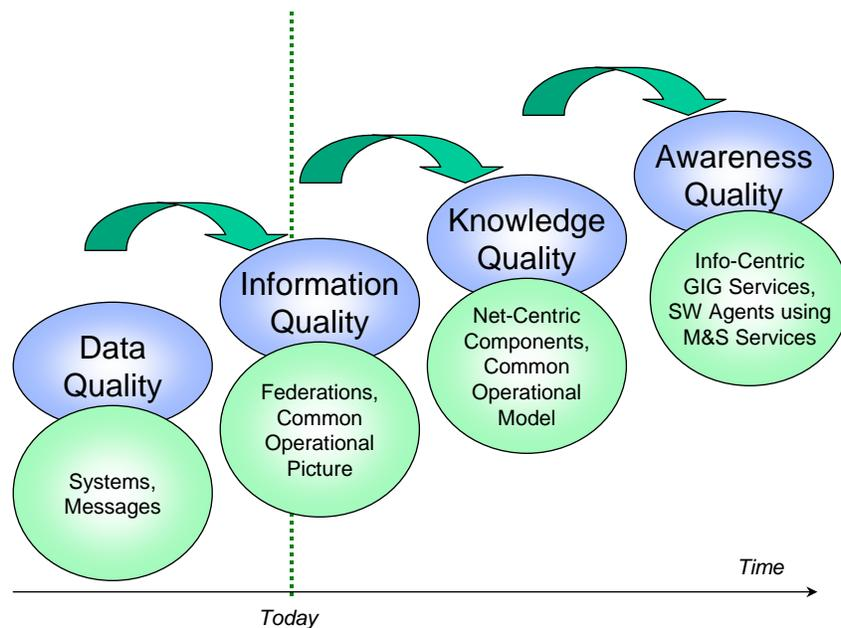 Data
Quality
Systems,
Messages
Information
Quality
Federations,
Common
Operational
Picture
Knowledge
Quality
Net-Centric
Components,
Common
Operational
Model
Awareness
Quality
Info-Centric
GIG Services,
SW Agents using
M&S Services
Time
Today